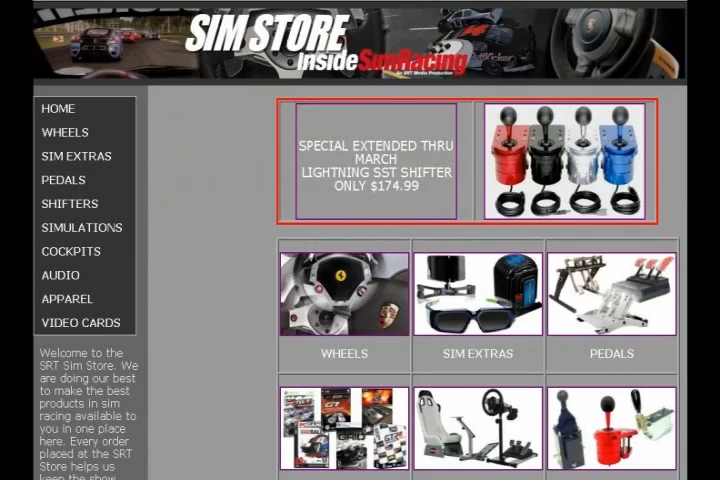 SIM STORE
Inside SimRacing
An SRT Media Production
HOME
WHEELS
SIM EXTRAS
PEDALS
SHIFTERS
SIMULATIONS
COCKPITS
AUDIO
APPAREL
VIDEO CARDS
Welcome to the
SRT Sim Store. We
are doing our best
to make the best
products in sim
racing available to
you in one place
here. Every order
placed at the SRT
Store helps us
keep the show
SPECIAL EXTENDED THRU
MARCH
LIGHTNING SST SHIFTER
ONLY $174.99
WHEELS
SIM EXTRAS
PEDALS